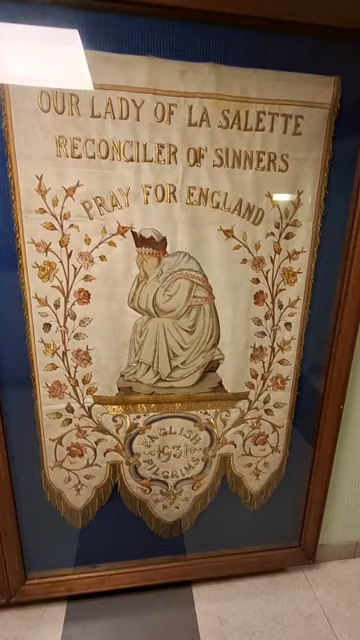 OUR LADY OF LA SALETTE
RECONCILER OF SINNERS
PRAY FOR ENGLAND
ENGLISH
1931
PILGRIMS